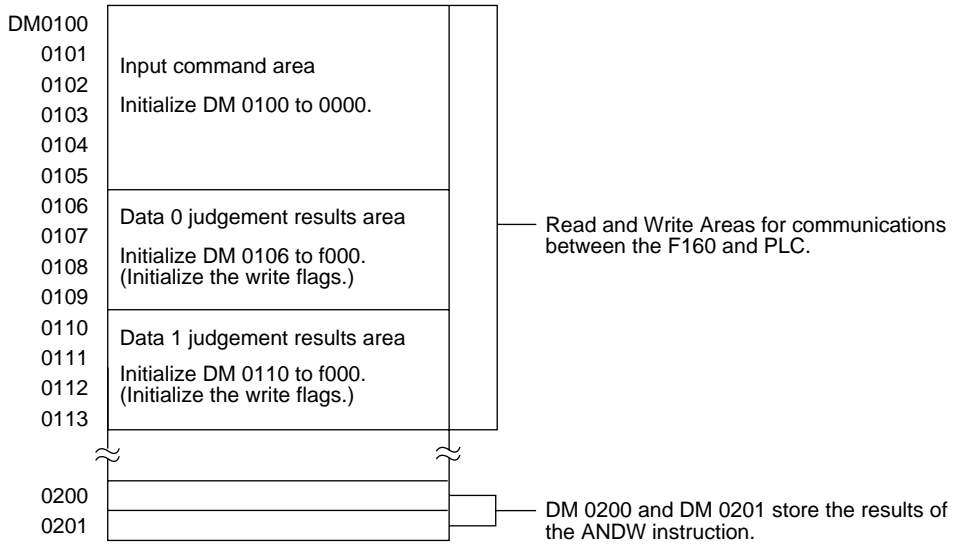 DM0100
0101
0102
0103
0104
0105
0106
0107
0108
0109
0110
0111
0112
0113
0200
0201
Input command area
Initialize DM 0100 to 0000.
Data 0 judgement results area
Initialize DM 0106 to f000.
(Initialize the write flags.)
Data 1 judgement results area
Initialize DM 0110 to f000.
(Initialize the write flags.)
Read and Write Areas for communications
between the F160 and PLC.
DM 0200 and DM 0201 store the results of
the ANDW instruction.